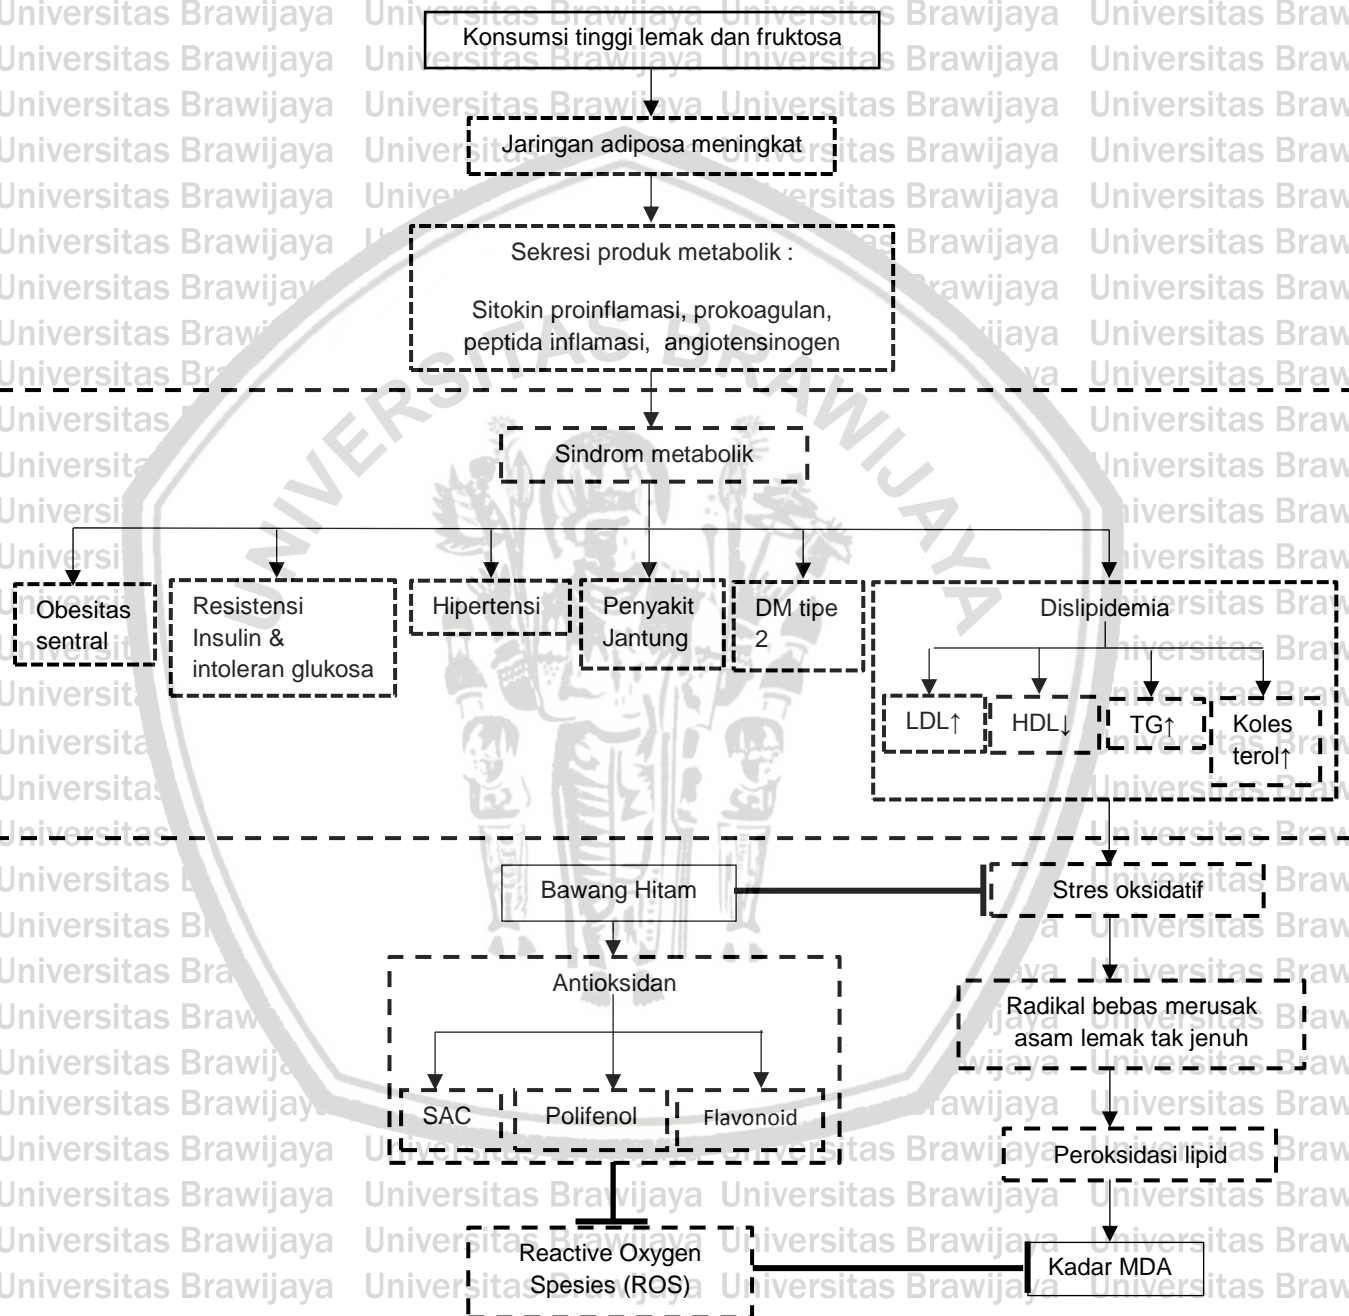 Konsumsi tinggi lemak dan fruktosa
Jaringan adiposa meningkat
Sekresi produk metabolik :
Sitokin proinflamasi, prokoagulan,
peptida inflamasi, angiotensinogen
UNIVERSITAS BRAWIJAYA
Sindrom metabolik
Obesitas
sentral
Resistensi
Insulin &
intoleran glukosa
Hipertensi
Penyakit
Jantung
DM tipe
2
Dislipidemia
LDL↑
HDL↓
TG↑
Koles
terol↑
Bawang Hitam
Stres oksidatif
Antioksidan
Radikal bebas merusak
asam lemak tak jenuh
SAC
Polifenol
Flavonoid
Peroksidasi lipid
Reactive Oxygen
Spesies (ROS)
Kadar MDA